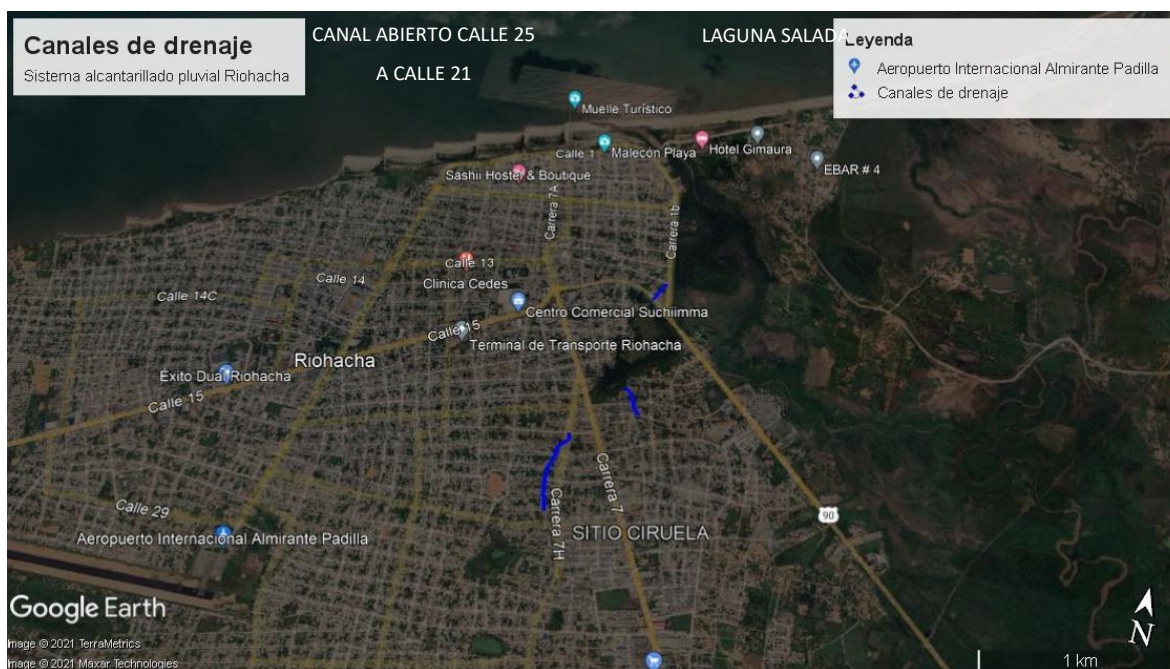 Canales de drenaje
Sistema alcantarillado pluvial Riohacha
CANAL ABIERTO CALLE 25
A CALLE 21
LAGUNA SALADA
Leyenda
Aeropuerto Internacional Almirante Padilla
Canales de drenaje
Muelle Turístico
Calle 1
Malecón Playa
Hotel Gimaura
EBAR # 4
Sashii Hostel & Boutique
Carrera 7A
Carrera 1b
Calle 13
Calle 14
Clinica Cedes
Calle 14C
Centro Comercial Suchiimma
Calle 15
Terminal de Transporte Riohacha
Riohacha
Exito Dual Riohacha
Calle 15
Carrera 7
Carrera 7H
Calle 29
90
SITIO CIRUELA
Aeropuerto Internacional Almirante Padilla
Google Earth
Image © 2021 TerraMetrics
Image © 2021 Maxar Technologies
N
1 km